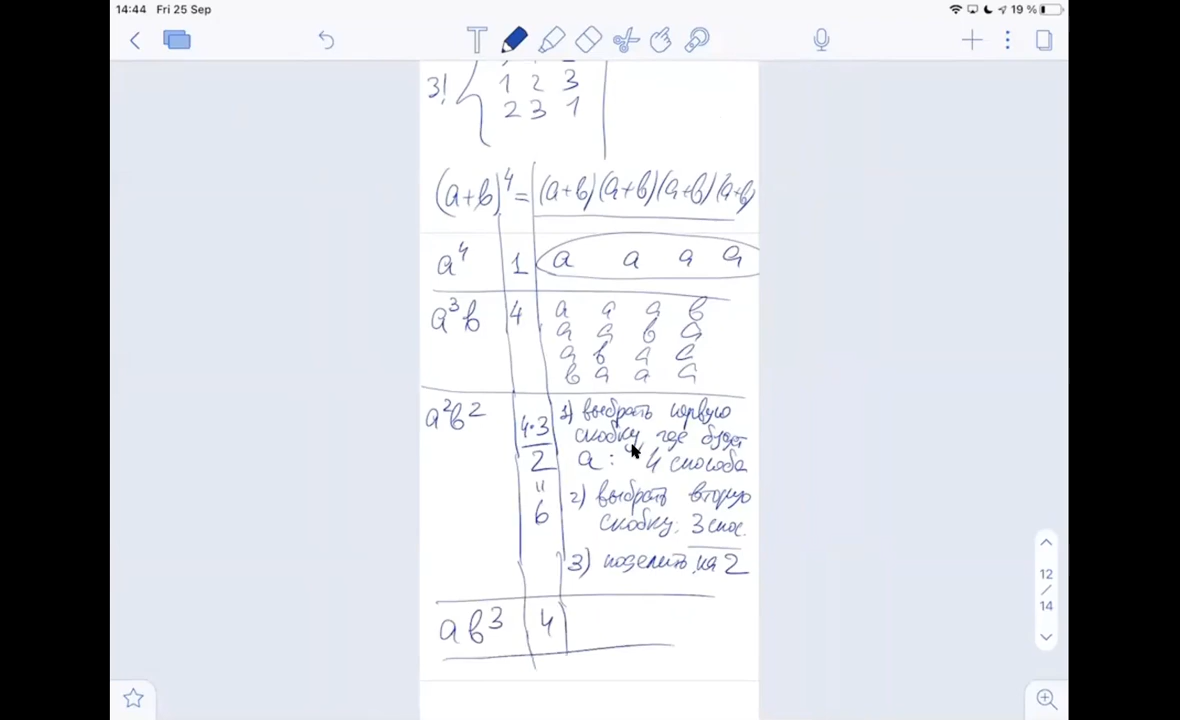 14:44 Fri 25 Sep
19 %
T
3!
1 2 3
2 3 1
(a+b)⁴ = (a+b)(a+b)(a+b)(a+b)
a⁴ 1 a a a a
a³b 4 a a a b
a a b a
a b a a
b a a a
a²b² 4·3/2 = 6
1) выбрать первую
скобку, где будет
a: 4 способа
2) выбрать вторую
скобку: 3 спос.
3) поделить на 2
ab³ 4
12
/
14